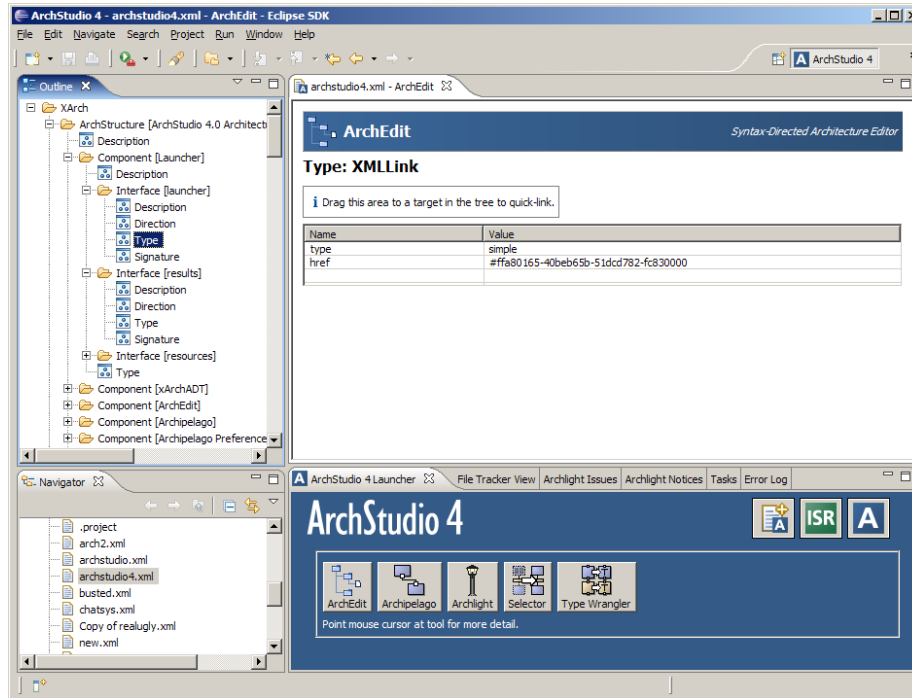 ArchStudio 4 - archstudio4.xml - ArchEdit - Eclipse SDK
File Edit Navigate Search Project Run Window Help
A ArchStudio 4
Outline
XArch
ArchStructure [ArchStudio 4.0 Architect
Description
Component [Launcher]
Description
Interface [launcher]
Description
Direction
Type
Signature
Interface [results]
Description
Direction
Type
Signature
Interface [resources]
Type
Component [xArchADT]
Component [ArchEdit]
Component [Archipelago]
Component [Archipelago Preference
archstudio4.xml - ArchEdit
ArchEdit
Syntax-Directed Architecture Editor
Type: XMLLink
i Drag this area to a target in the tree to quick-link.
Name Value
type simple
href #ffa80165-40beb65b-51dcd782-fc830000
Navigator
.project
arch2.xml
archstudio.xml
archstudio4.xml
busted.xml
chatsys.xml
Copy of realugly.xml
new.xml
A ArchStudio 4 Launcher File Tracker View Archlight Issues Archlight Notices Tasks Error Log
ArchStudio 4
A ISR A
ArchEdit Archipelago Archlight Selector Type Wrangler
Point mouse cursor at tool for more detail.